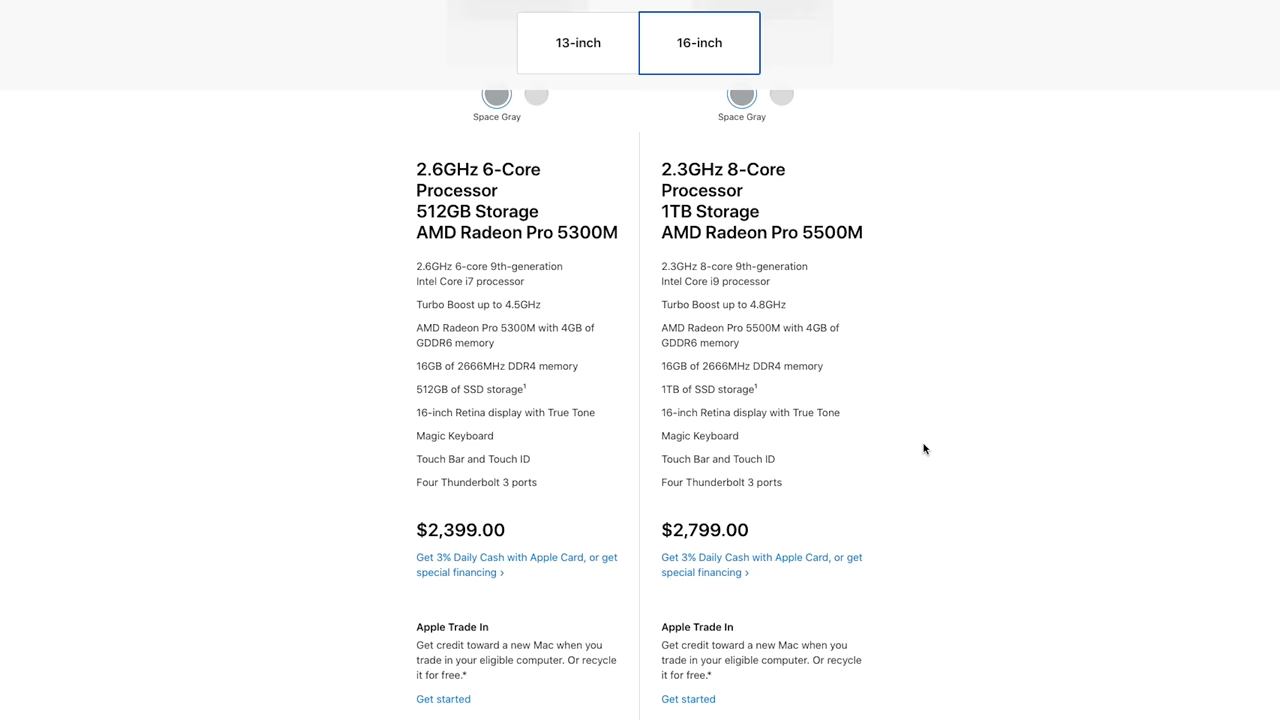 13-inch
16-inch
Space Gray
Space Gray
2.6GHz 6-Core
Processor
512GB Storage
AMD Radeon Pro 5300M
2.6GHz 6-core 9th-generation
Intel Core i7 processor
Turbo Boost up to 4.5GHz
AMD Radeon Pro 5300M with 4GB of
GDDR6 memory
16GB of 2666MHz DDR4 memory
512GB of SSD storage¹
16-inch Retina display with True Tone
Magic Keyboard
Touch Bar and Touch ID
Four Thunderbolt 3 ports
$2,399.00
Get 3% Daily Cash with Apple Card, or get
special financing ›
Apple Trade In
Get credit toward a new Mac when you
trade in your eligible computer. Or recycle
it for free.*
Get started
2.3GHz 8-Core
Processor
1TB Storage
AMD Radeon Pro 5500M
2.3GHz 8-core 9th-generation
Intel Core i9 processor
Turbo Boost up to 4.8GHz
AMD Radeon Pro 5500M with 4GB of
GDDR6 memory
16GB of 2666MHz DDR4 memory
1TB of SSD storage¹
16-inch Retina display with True Tone
Magic Keyboard
Touch Bar and Touch ID
Four Thunderbolt 3 ports
$2,799.00
Get 3% Daily Cash with Apple Card, or get
special financing ›
Apple Trade In
Get credit toward a new Mac when you
trade in your eligible computer. Or recycle
it for free.*
Get started